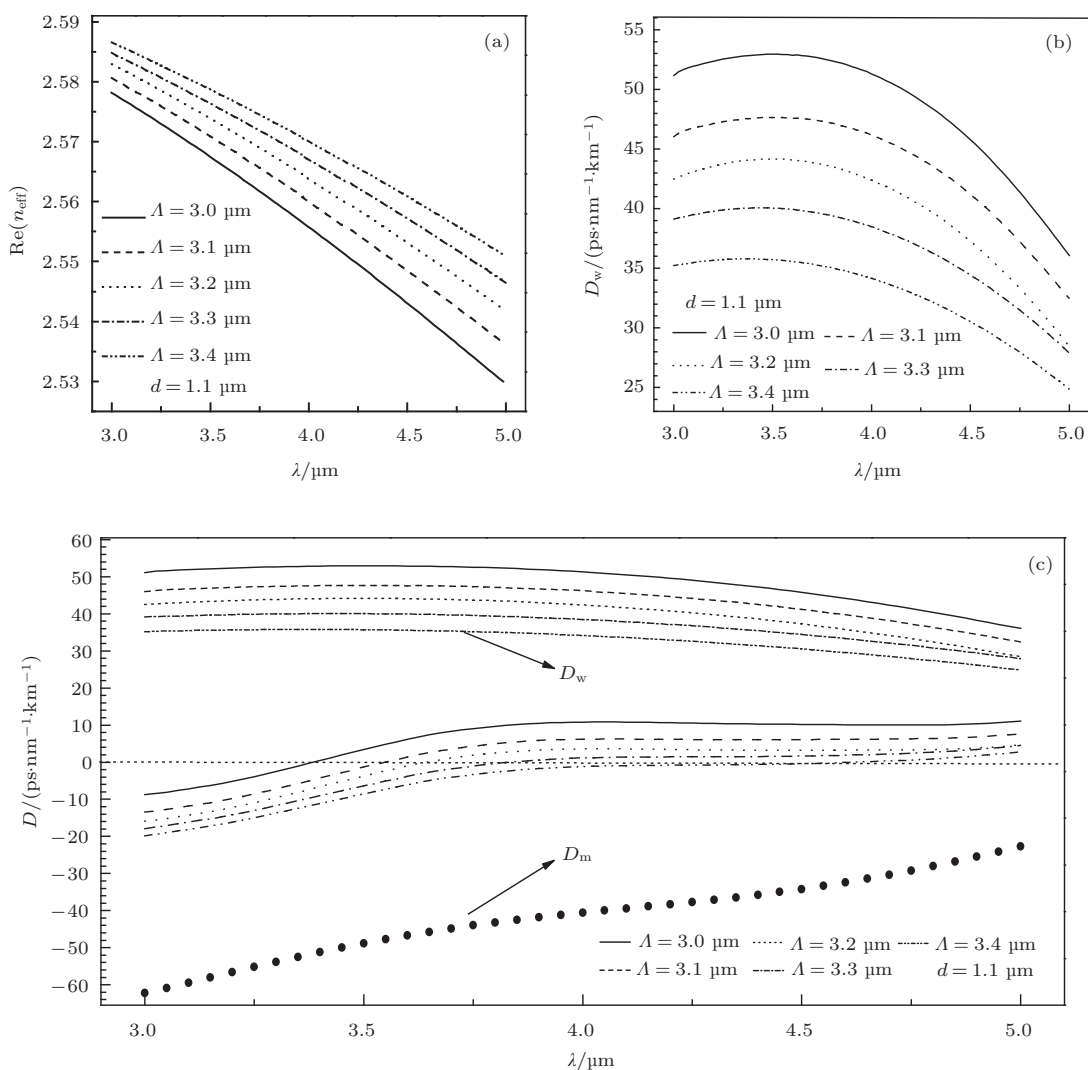 (a)
2.59
2.58
2.57
2.56
2.55
2.54
2.53
Re(n_eff)
Λ = 3.0 µm
Λ = 3.1 µm
Λ = 3.2 µm
Λ = 3.3 µm
Λ = 3.4 µm
d = 1.1 µm
3.0 3.5 4.0 4.5 5.0
λ/µm
(b)
55
50
45
40
35
30
25
D_w/(ps·nm⁻¹·km⁻¹)
d = 1.1 µm
Λ = 3.0 µm Λ = 3.1 µm
Λ = 3.2 µm Λ = 3.3 µm
Λ = 3.4 µm
3.0 3.5 4.0 4.5 5.0
λ/µm
(c)
60
50
40
30
20
10
0
−10
−20
−30
−40
−50
−60
D/(ps·nm⁻¹·km⁻¹)
D_w
D_m
Λ = 3.0 µm Λ = 3.2 µm Λ = 3.4 µm
Λ = 3.1 µm Λ = 3.3 µm d = 1.1 µm
3.0 3.5 4.0 4.5 5.0
λ/µm